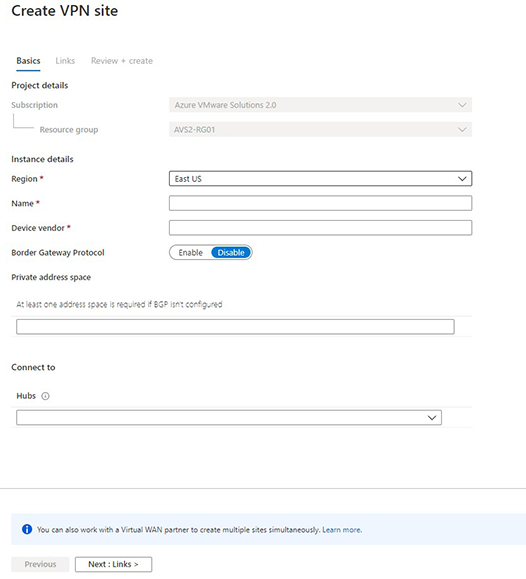 Create VPN site
Basics Links Review + create
Project details
Subscription Azure VMware Solutions 2.0
Resource group AVS2-RG01
Instance details
Region * East US
Name *
Device vendor *
Border Gateway Protocol Enable Disable
Private address space
At least one address space is required if BGP isn't configured
Connect to
Hubs
You can also work with a Virtual WAN partner to create multiple sites simultaneously. Learn more.
Previous Next : Links >